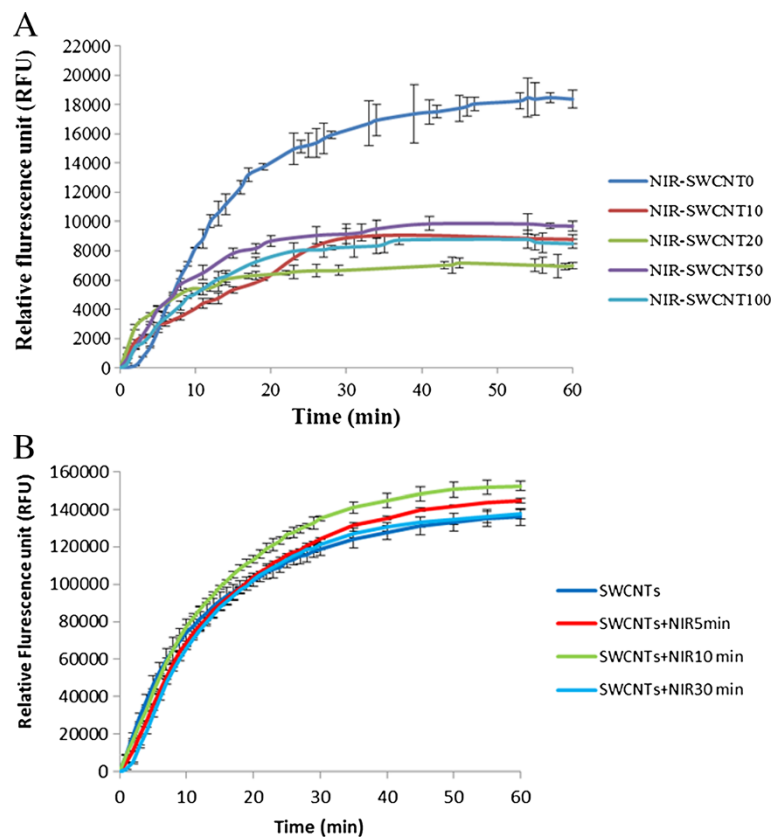 A
Relative flurescence unit (RFU)
22000
20000
18000
16000
14000
12000
10000
8000
6000
4000
2000
0
0 10 20 30 40 50 60
Time (min)
NIR-SWCNT0
NIR-SWCNT10
NIR-SWCNT20
NIR-SWCNT50
NIR-SWCNT100
B
Relative Flurescence unit (RFU)
160000
140000
120000
100000
80000
60000
40000
20000
0
0 10 20 30 40 50 60
Time (min)
SWCNTs
SWCNTs+NIR5min
SWCNTs+NIR10 min
SWCNTs+NIR30 min